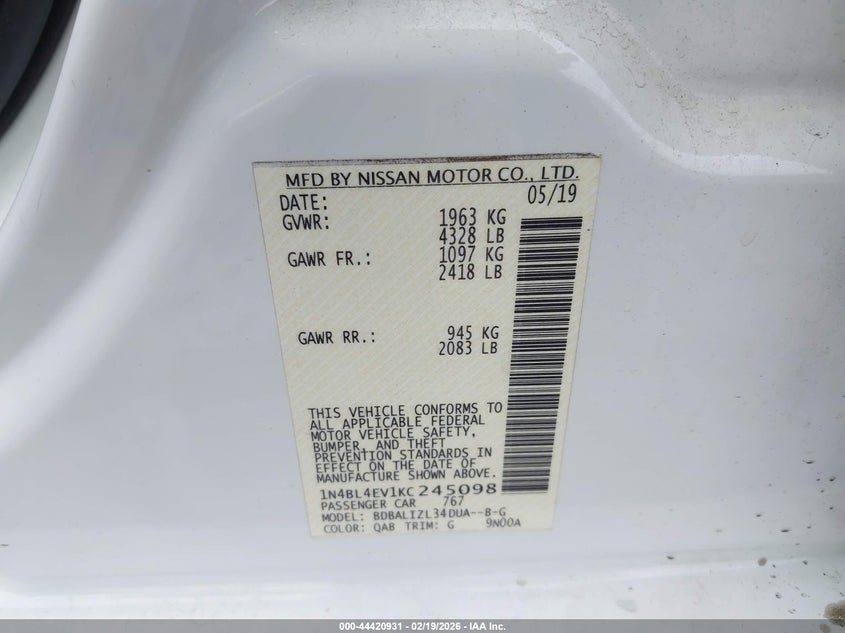 MFD BY NISSAN MOTOR CO., LTD.
DATE: 05/19
GVWR: 1963 KG
4328 LB
GAWR FR.: 1097 KG
2418 LB
GAWR RR.: 945 KG
2083 LB
THIS VEHICLE CONFORMS TO
ALL APPLICABLE FEDERAL
MOTOR VEHICLE SAFETY,
BUMPER, AND THEFT
PREVENTION STANDARDS IN
EFFECT ON THE DATE OF
MANUFACTURE SHOWN ABOVE.
1N4BL4EV1KC245098
PASSENGER CAR 767
MODEL: BDBALIZL34DUA--B-G
COLOR: QAB TRIM: G 9N00A
000-44420931 - 02/19/2026 - IAA Inc.